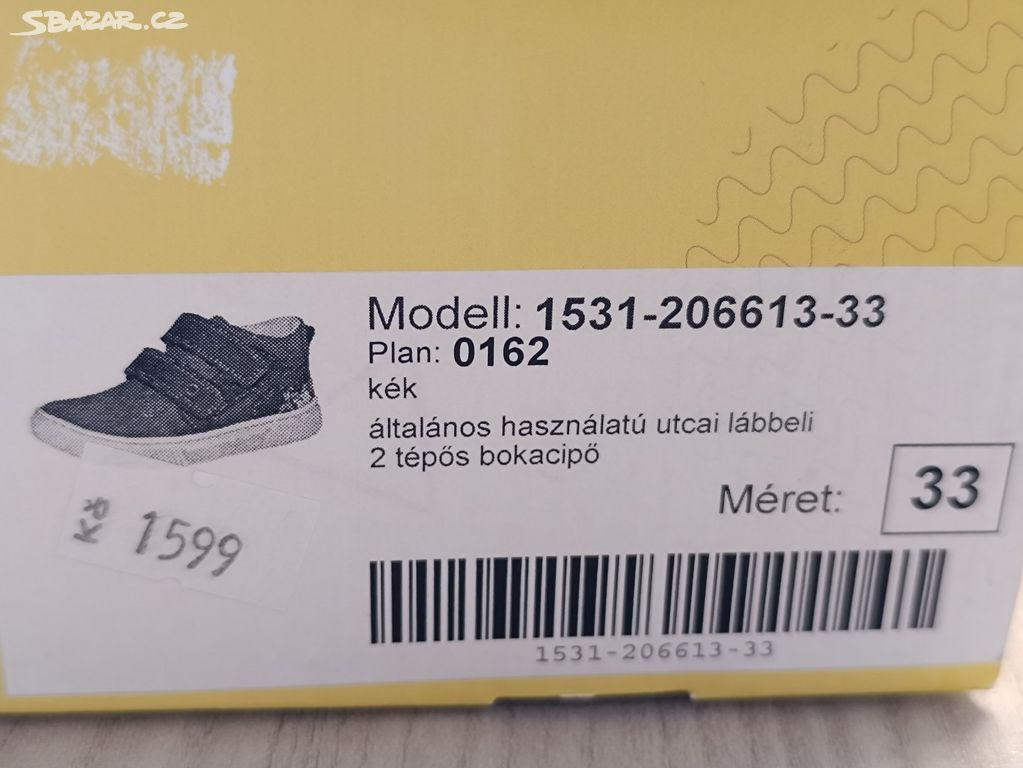 SBAZAR.CZ
Modell: 1531-206613-33
Plan: 0162
kék
általános használatú utcai lábbeli
2 tépős bokacipő
Méret: 33
Kč 1599
1531-206613-33